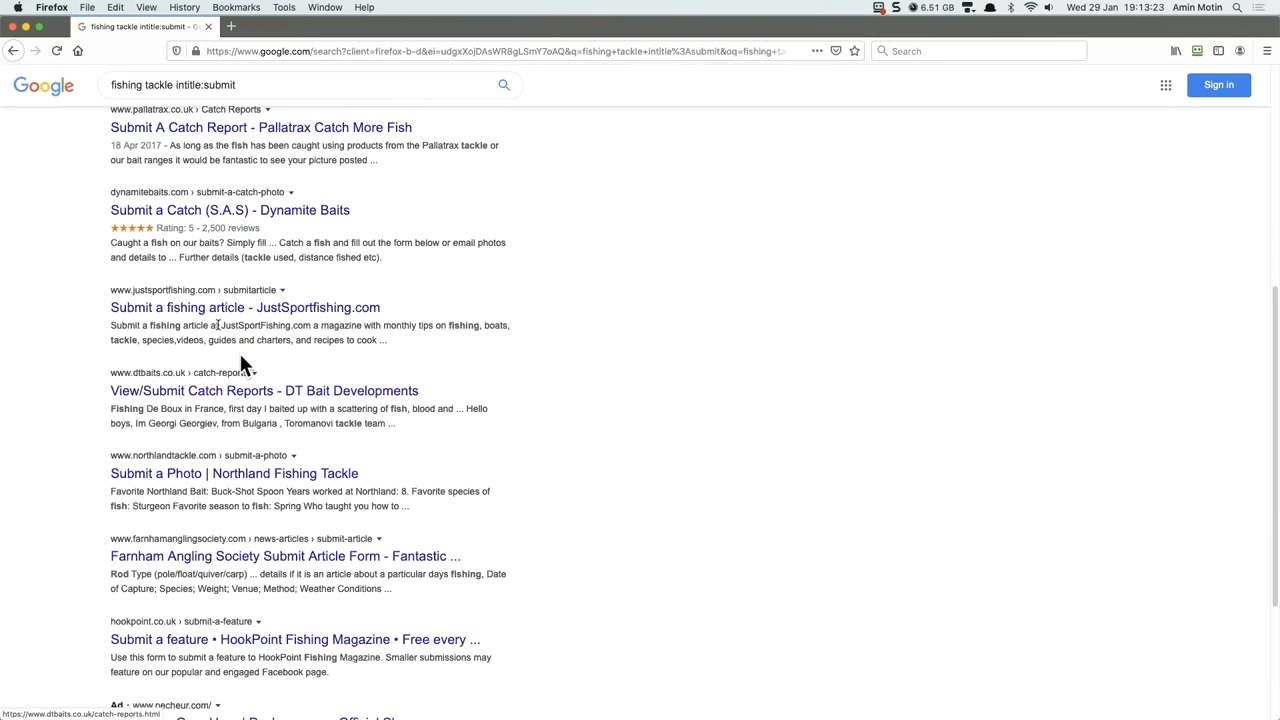 Firefox File Edit View History Bookmarks Tools Window Help 6.51 GB Wed 29 Jan 19:13:23 Amin Motin
fishing tackle intitle:submit - G
https://www.google.com/search?client=firefox-b-d&ei=udgxXojDAsWR8gLSmY7oAQ&q=fishing+tackle+intitle%3Asubmit&oq=fishing+ta
Search
Google
fishing tackle intitle:submit
Sign in
www.pallatrax.co.uk › Catch Reports
Submit A Catch Report - Pallatrax Catch More Fish
18 Apr 2017 - As long as the fish has been caught using products from the Pallatrax tackle or
our bait ranges it would be fantastic to see your picture posted ...
dynamitebaits.com › submit-a-catch-photo
Submit a Catch (S.A.S) - Dynamite Baits
Rating: 5 - 2,500 reviews
Caught a fish on our baits? Simply fill ... Catch a fish and fill out the form below or email photos
and details to ... Further details (tackle used, distance fished etc).
www.justsportfishing.com › submitarticle
Submit a fishing article - JustSportfishing.com
Submit a fishing article a JustSportFishing.com a magazine with monthly tips on fishing, boats,
tackle, species,videos, guides and charters, and recipes to cook ...
www.dtbaits.co.uk › catch-repor
View/Submit Catch Reports - DT Bait Developments
Fishing De Boux in France, first day I baited up with a scattering of fish, blood and ... Hello
boys, Im Georgi Georgiev, from Bulgaria , Toromanovi tackle team ...
www.northlandtackle.com › submit-a-photo
Submit a Photo | Northland Fishing Tackle
Favorite Northland Bait: Buck-Shot Spoon Years worked at Northland: 8. Favorite species of
fish: Sturgeon Favorite season to fish: Spring Who taught you how to ...
www.farnhamanglingsociety.com › news-articles › submit-article
Farnham Angling Society Submit Article Form - Fantastic ...
Rod Type (pole/float/quiver/carp) ... details if it is an article about a particular days fishing, Date
of Capture; Species; Weight; Venue; Method; Weather Conditions ...
hookpoint.co.uk › submit-a-feature
Submit a feature • HookPoint Fishing Magazine • Free every ...
Use this form to submit a feature to HookPoint Fishing Magazine. Smaller submissions may
feature on our popular and engaged Facebook page.
Ad · www.pecheur.com/
https://www.dtbaits.co.uk/catch-reports.html